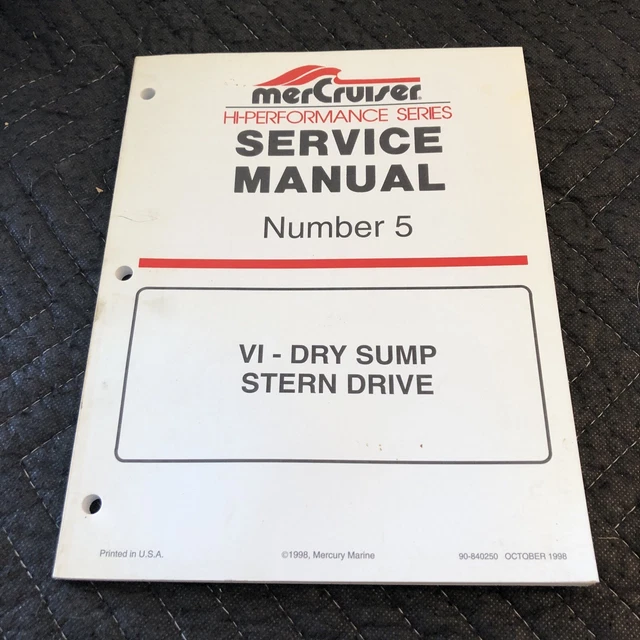 merCruiser
HI-PERFORMANCE SERIES
SERVICE
MANUAL
Number 5
VI - DRY SUMP
STERN DRIVE
Printed in U.S.A. ©1998, Mercury Marine 90-840250 OCTOBER 1998